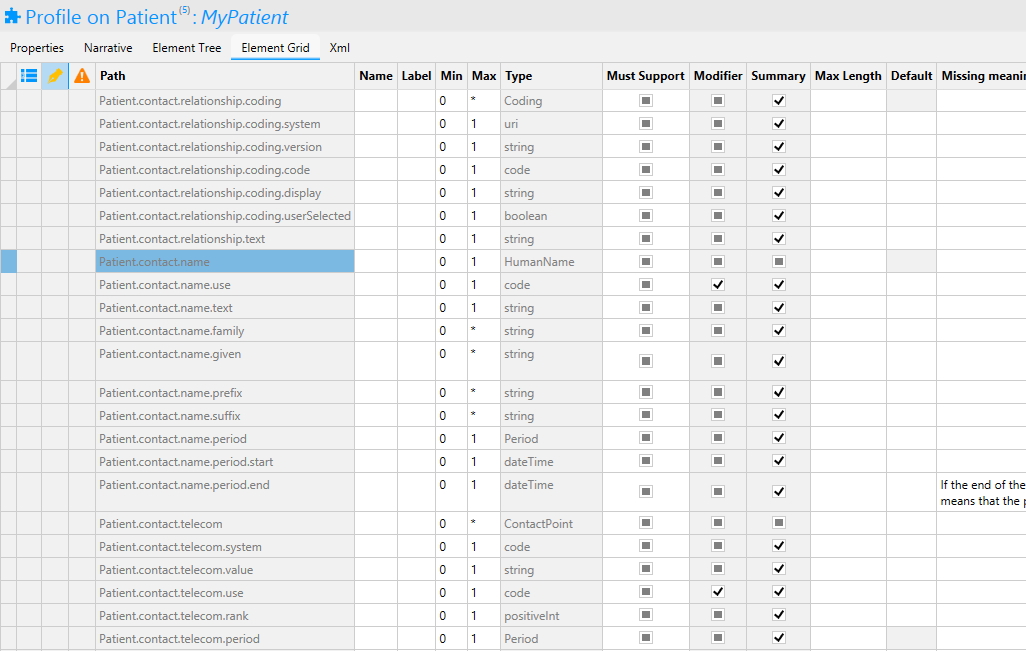 Profile on Patient(5): MyPatient
Properties Narrative Element Tree Element Grid Xml
Path Name Label Min Max Type Must Support Modifier Summary Max Length Default Missing meanin
Patient.contact.relationship.coding 0 * Coding
Patient.contact.relationship.coding.system 0 1 uri
Patient.contact.relationship.coding.version 0 1 string
Patient.contact.relationship.coding.code 0 1 code
Patient.contact.relationship.coding.display 0 1 string
Patient.contact.relationship.coding.userSelected 0 1 boolean
Patient.contact.relationship.text 0 1 string
Patient.contact.name 0 1 HumanName
Patient.contact.name.use 0 1 code
Patient.contact.name.text 0 1 string
Patient.contact.name.family 0 * string
Patient.contact.name.given 0 * string
Patient.contact.name.prefix 0 * string
Patient.contact.name.suffix 0 * string
Patient.contact.name.period 0 1 Period
Patient.contact.name.period.start 0 1 dateTime
Patient.contact.name.period.end 0 1 dateTime If the end of the
means that the p
Patient.contact.telecom 0 * ContactPoint
Patient.contact.telecom.system 0 1 code
Patient.contact.telecom.value 0 1 string
Patient.contact.telecom.use 0 1 code
Patient.contact.telecom.rank 0 1 positiveInt
Patient.contact.telecom.period 0 1 Period